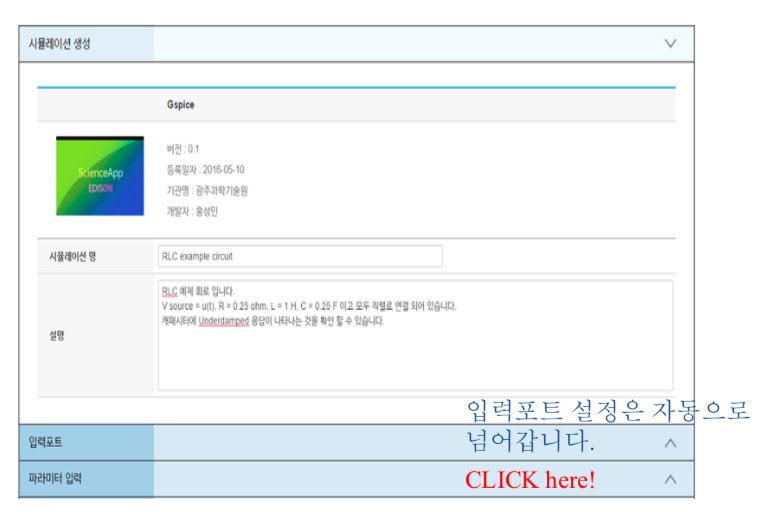 시뮬레이션 생성
Gspice
ScienceApp
EDISON
버전 : 0.1
등록일자 : 2016-05-10
기관명 : 광주과학기술원
개발자 : 홍성민
시뮬레이션 명
RLC example circuit
설명
RLC 예제 회로 입니다.
V source = u(t), R = 0.25 ohm, L = 1 H, C = 0.25 F 이고 모두 직렬로 연결 되어 있습니다.
캐패시터에 Underdamped 응답이 나타나는 것을 확인 할 수 있습니다.
입력포트 설정은 자동으로
넘어갑니다.
입력포트
파라미터 입력
CLICK here!